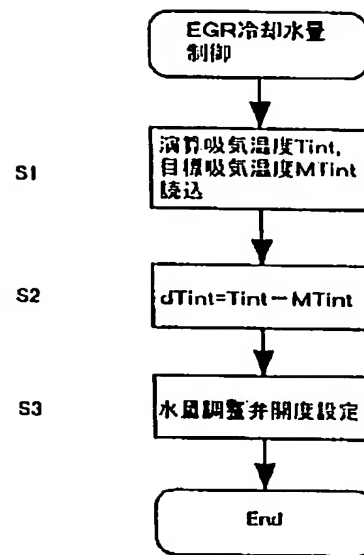 EGR冷却水量
制御
S1
演算吸気温度Tint,
目標吸気温度MTint
読込
S2
dTint=Tint-MTint
S3
水量調整弁開度設定
End